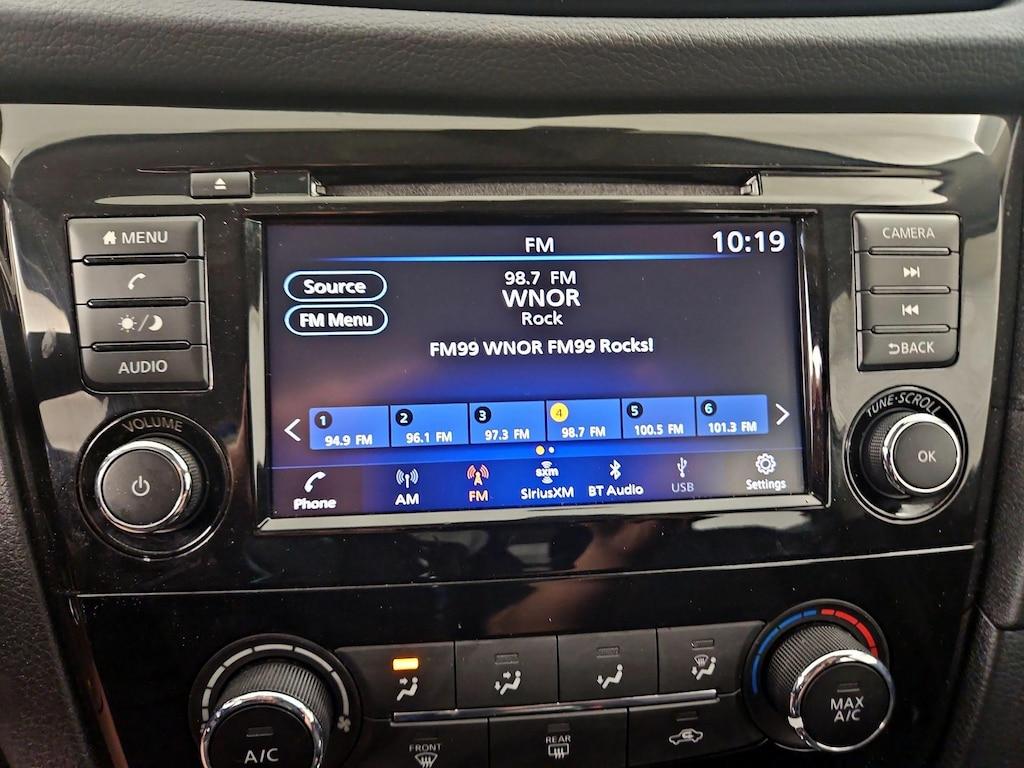 MENU
AUDIO
VOLUME
FM
10:19
Source
FM Menu
98.7 FM
WNOR
Rock
FM99 WNOR FM99 Rocks!
1
94.9 FM
2
96.1 FM
3
97.3 FM
4
98.7 FM
5
100.5 FM
6
101.3 FM
Phone
AM
FM
sxm
SiriusXM
BT Audio
USB
Settings
CAMERA
BACK
TUNE·SCROLL
OK
A/C
FRONT
REAR
MAX
A/C